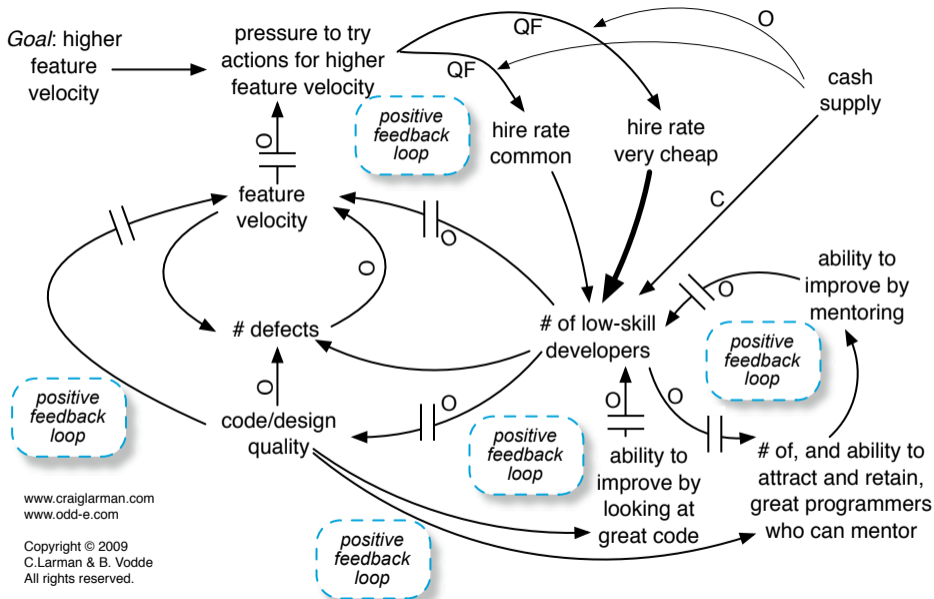 Goal: higher
feature
velocity
pressure to try
actions for higher
feature velocity
QF
QF
O
cash
supply
positive
feedback
loop
hire rate
common
hire rate
very cheap
O
feature
velocity
C
O
O
ability to
improve by
mentoring
O
# defects
# of low-skill
developers
positive
feedback
loop
O
O
O
O
positive
feedback
loop
code/design
quality
positive
feedback
loop
ability to
improve by
looking at
great code
# of, and ability to
attract and retain,
great programmers
who can mentor
positive
feedback
loop
www.craiglarman.com
www.odd-e.com
Copyright © 2009
C.Larman & B. Vodde
All rights reserved.